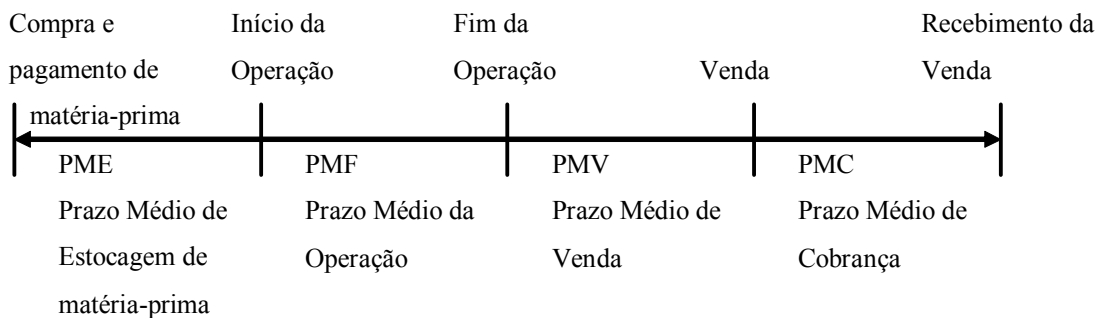 Compra e
pagamento de
matéria-prima
Início da
Operação
Fim da
Operação
Venda
Recebimento da
Venda
PME
Prazo Médio de
Estocagem de
matéria-prima
PMF
Prazo Médio da
Operação
PMV
Prazo Médio de
Venda
PMC
Prazo Médio de
Cobrança